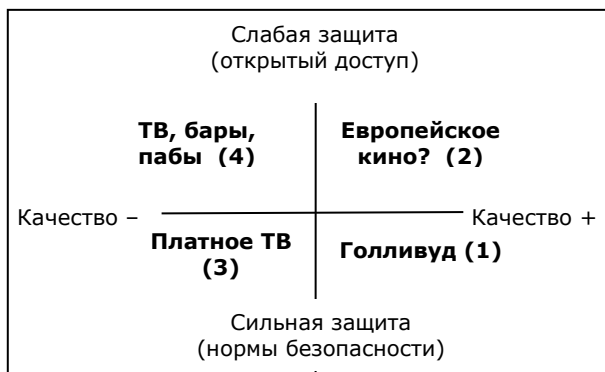 Слабая защита
(открытый доступ)
ТВ, бары,
пабы (4)
Европейское
кино? (2)
Качество –
Качество +
Платное ТВ
(3)
Голливуд (1)
Сильная защита
(нормы безопасности)